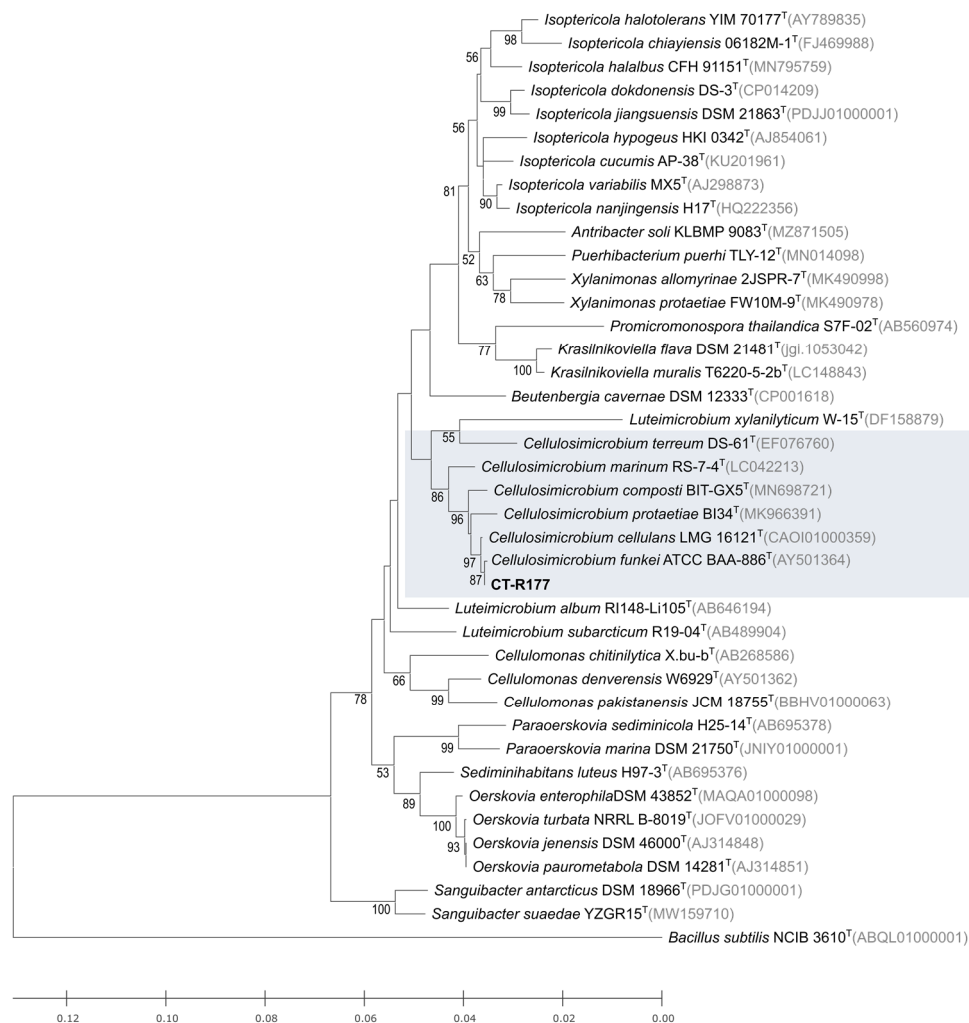 Isoptericola halotolerans YIM 70177ᵀ(AY789835)
98
Isoptericola chiayiensis 06182M-1ᵀ(FJ469988)
56
Isoptericola halalbus CFH 91151ᵀ(MN795759)
Isoptericola dokdonensis DS-3ᵀ(CP014209)
99
Isoptericola jiangsuensis DSM 21863ᵀ(PDJJ01000001)
56
Isoptericola hypogeus HKI 0342ᵀ(AJ854061)
Isoptericola cucumis AP-38ᵀ(KU201961)
81
Isoptericola variabilis MX5ᵀ(AJ298873)
90
Isoptericola nanjingensis H17ᵀ(HQ222356)
Antribacter soli KLBMP 9083ᵀ(MZ871505)
52
Puerhibacterium puerhi TLY-12ᵀ(MN014098)
63
Xylanimonas allomyrinae 2JSPR-7ᵀ(MK490998)
78
Xylanimonas protaetiae FW10M-9ᵀ(MK490978)
Promicromonospora thailandica S7F-02ᵀ(AB560974)
77
Krasilnikoviella flava DSM 21481ᵀ(jgi.1053042)
100
Krasilnikoviella muralis T6220-5-2bᵀ(LC148843)
Beutenbergia cavernae DSM 12333ᵀ(CP001618)
Luteimicrobium xylanilyticum W-15ᵀ(DF158879)
55
Cellulosimicrobium terreum DS-61ᵀ(EF076760)
Cellulosimicrobium marinum RS-7-4ᵀ(LC042213)
86
Cellulosimicrobium composti BIT-GX5ᵀ(MN698721)
96
Cellulosimicrobium protaetiae BI34ᵀ(MK966391)
Cellulosimicrobium cellulans LMG 16121ᵀ(CAOI01000359)
97
Cellulosimicrobium funkei ATCC BAA-886ᵀ(AY501364)
87
CT-R177
Luteimicrobium album RI148-Li105ᵀ(AB646194)
Luteimicrobium subarcticum R19-04ᵀ(AB489904)
Cellulomonas chitinilytica X.bu-bᵀ(AB268586)
66
Cellulomonas denverensis W6929ᵀ(AY501362)
99
Cellulomonas pakistanensis JCM 18755ᵀ(BBHV01000063)
78
Paraoerskovia sediminicola H25-14ᵀ(AB695378)
99
Paraoerskovia marina DSM 21750ᵀ(JNIY01000001)
53
Sediminihabitans luteus H97-3ᵀ(AB695376)
89
Oerskovia enterophilaDSM 43852ᵀ(MAQA01000098)
100
Oerskovia turbata NRRL B-8019ᵀ(JOFV01000029)
93
Oerskovia jenensis DSM 46000ᵀ(AJ314848)
Oerskovia paurometabola DSM 14281ᵀ(AJ314851)
Sanguibacter antarcticus DSM 18966ᵀ(PDJG01000001)
100
Sanguibacter suaedae YZGR15ᵀ(MW159710)
Bacillus subtilis NCIB 3610ᵀ(ABQL01000001)
0.12 0.10 0.08 0.06 0.04 0.02 0.00